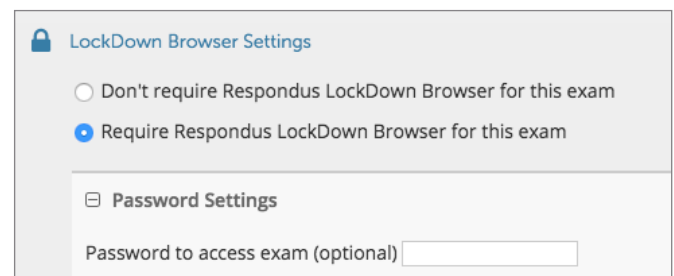 LockDown Browser Settings
Don't require Respondus LockDown Browser for this exam
Require Respondus LockDown Browser for this exam
Password Settings
Password to access exam (optional)